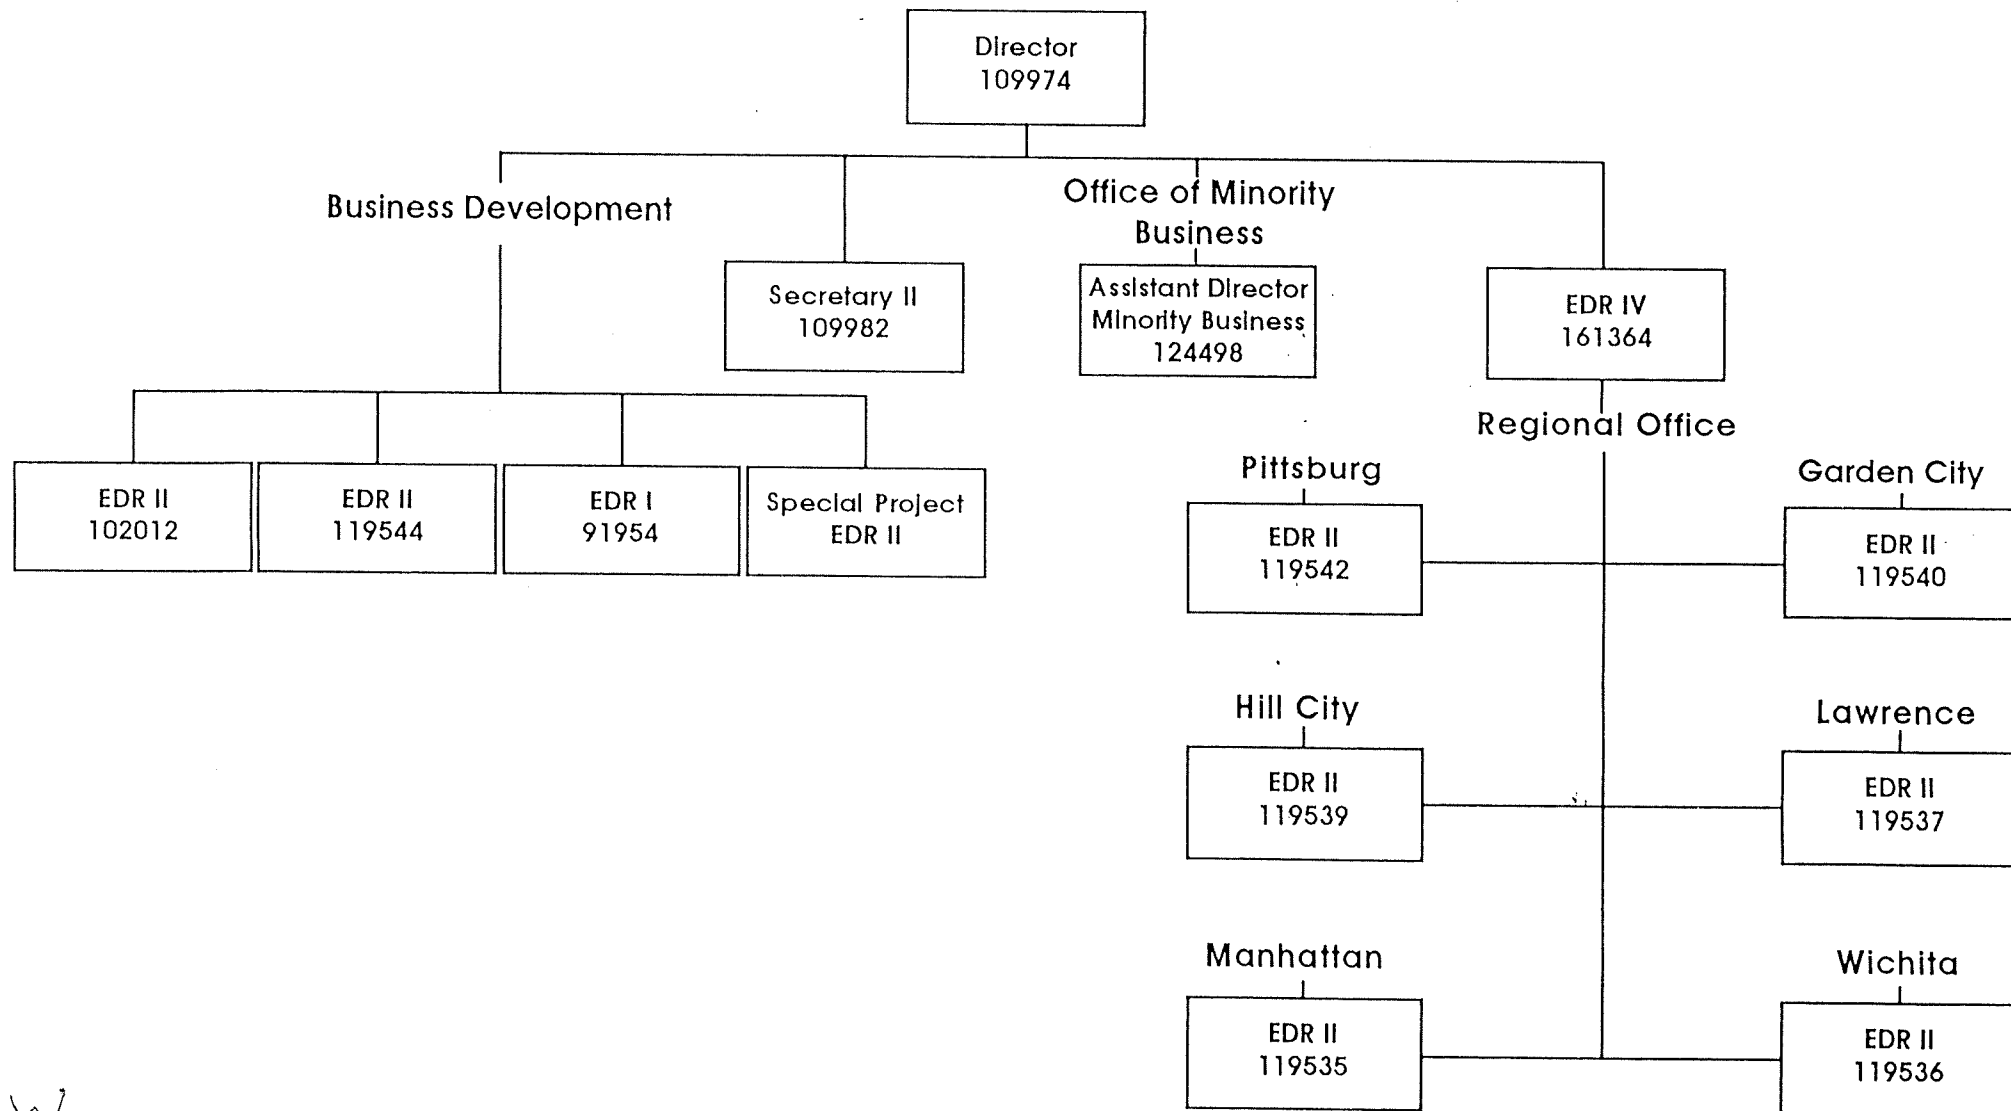 Director
109974
Business Development
Office of Minority
Business
Secretary II
109982
Assistant Director
Minority Business
124498
EDR IV
161364
Regional Office
EDR II
102012
EDR II
119544
EDR I
91954
Special Project
EDR II
Pittsburg
EDR II
119542
Garden City
EDR II
119540
Hill City
EDR II
119539
Lawrence
EDR II
119537
Manhattan
EDR II
119535
Wichita
EDR II
119536